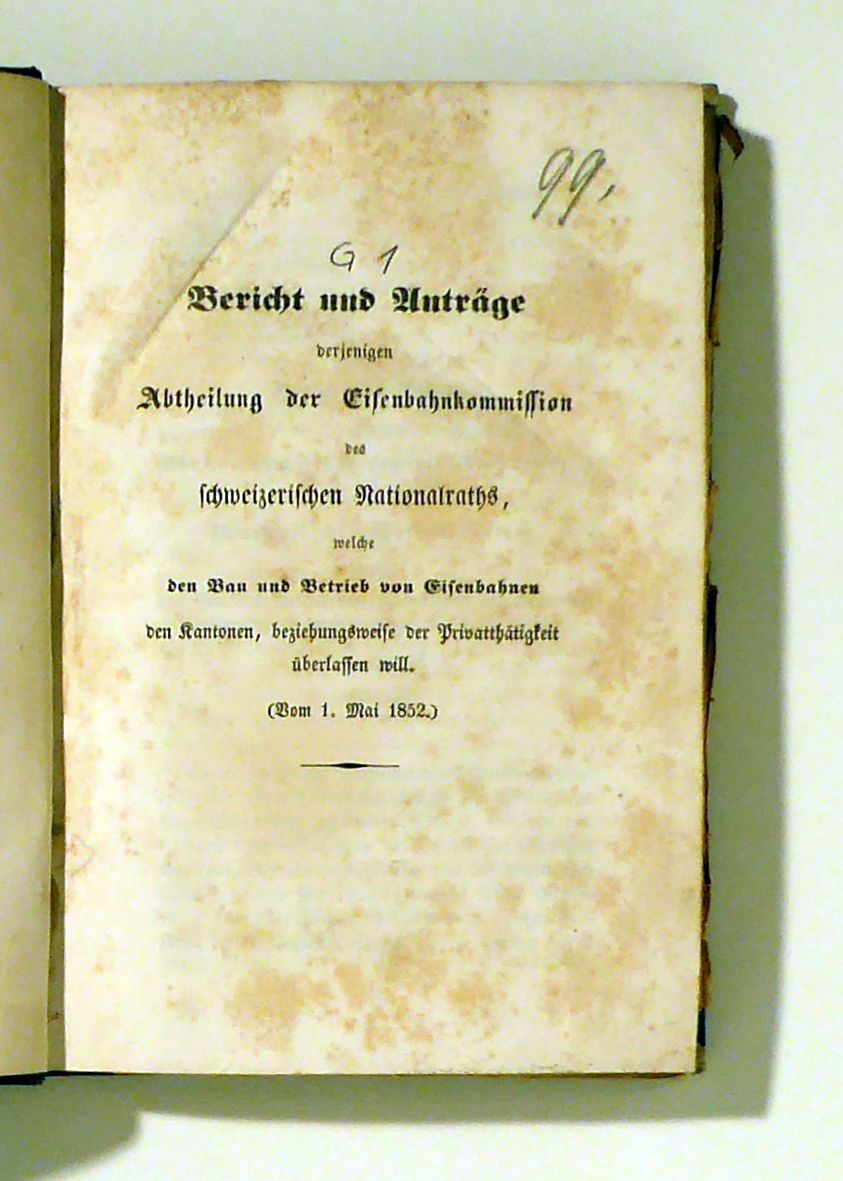 99,
G 1
Bericht und Anträge
derjenigen
Abtheilung der Eisenbahnkommission
des
schweizerischen Nationalraths,
welche
den Bau und Betrieb von Eisenbahnen
den Kantonen, beziehungsweise der Privatthätigkeit
überlassen will.
(Vom 1. Mai 1852.)